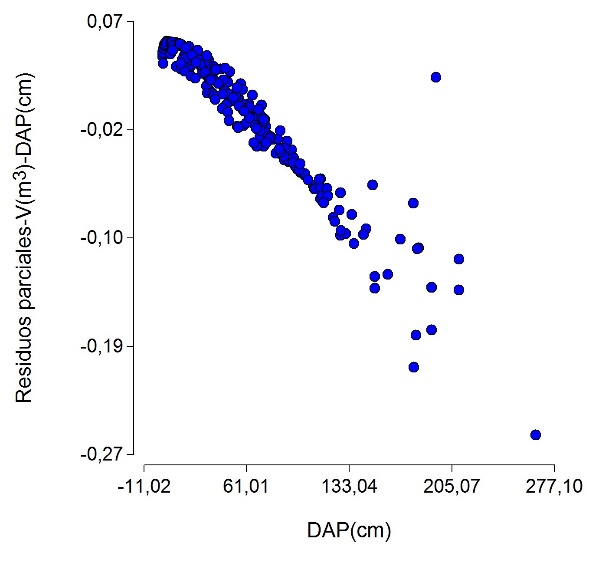 0,07
-0,02
-0,10
-0,19
-0,27
Residuos parciales-V(m³)-DAP(cm)
-11,02 61,01 133,04 205,07 277,10
DAP(cm)